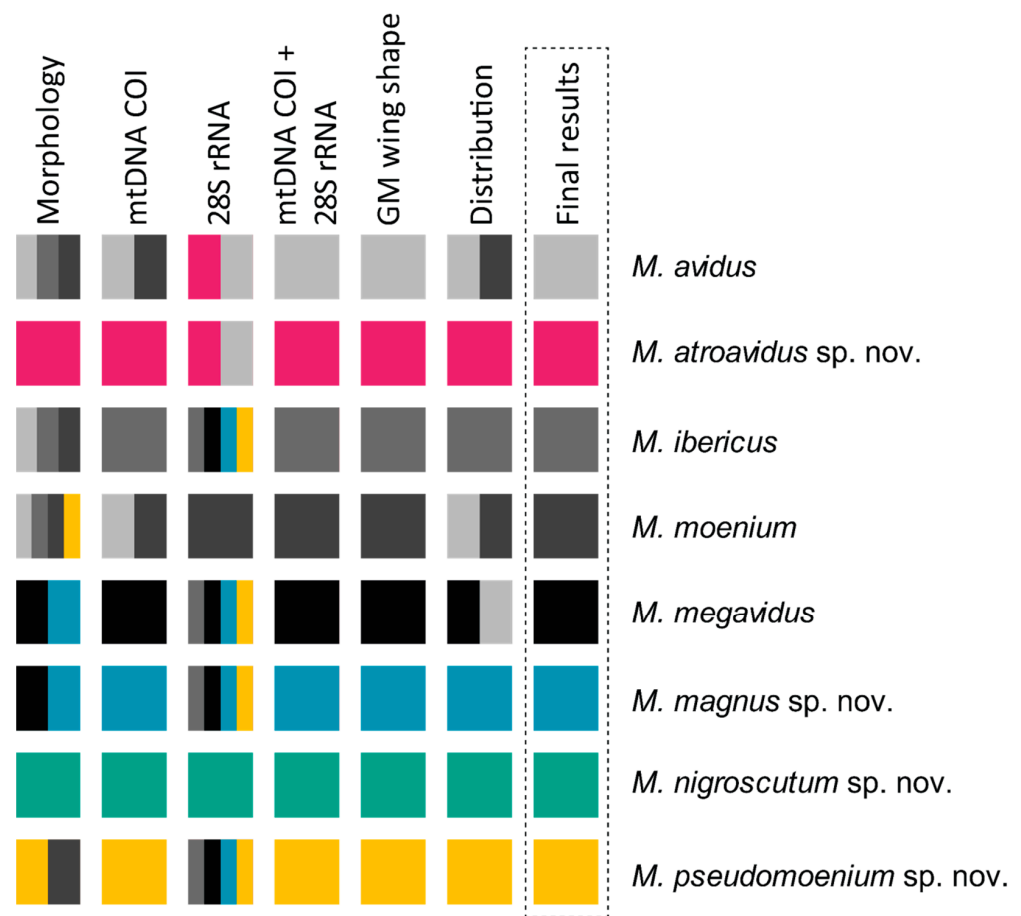 Morphology
mtDNA COI
28S rRNA
mtDNA COI +
28S rRNA
GM wing shape
Distribution
Final results
M. avidus
M. atroavidus sp. nov.
M. ibericus
M. moenium
M. megavidus
M. magnus sp. nov.
M. nigroscutum sp. nov.
M. pseudomoenium sp. nov.